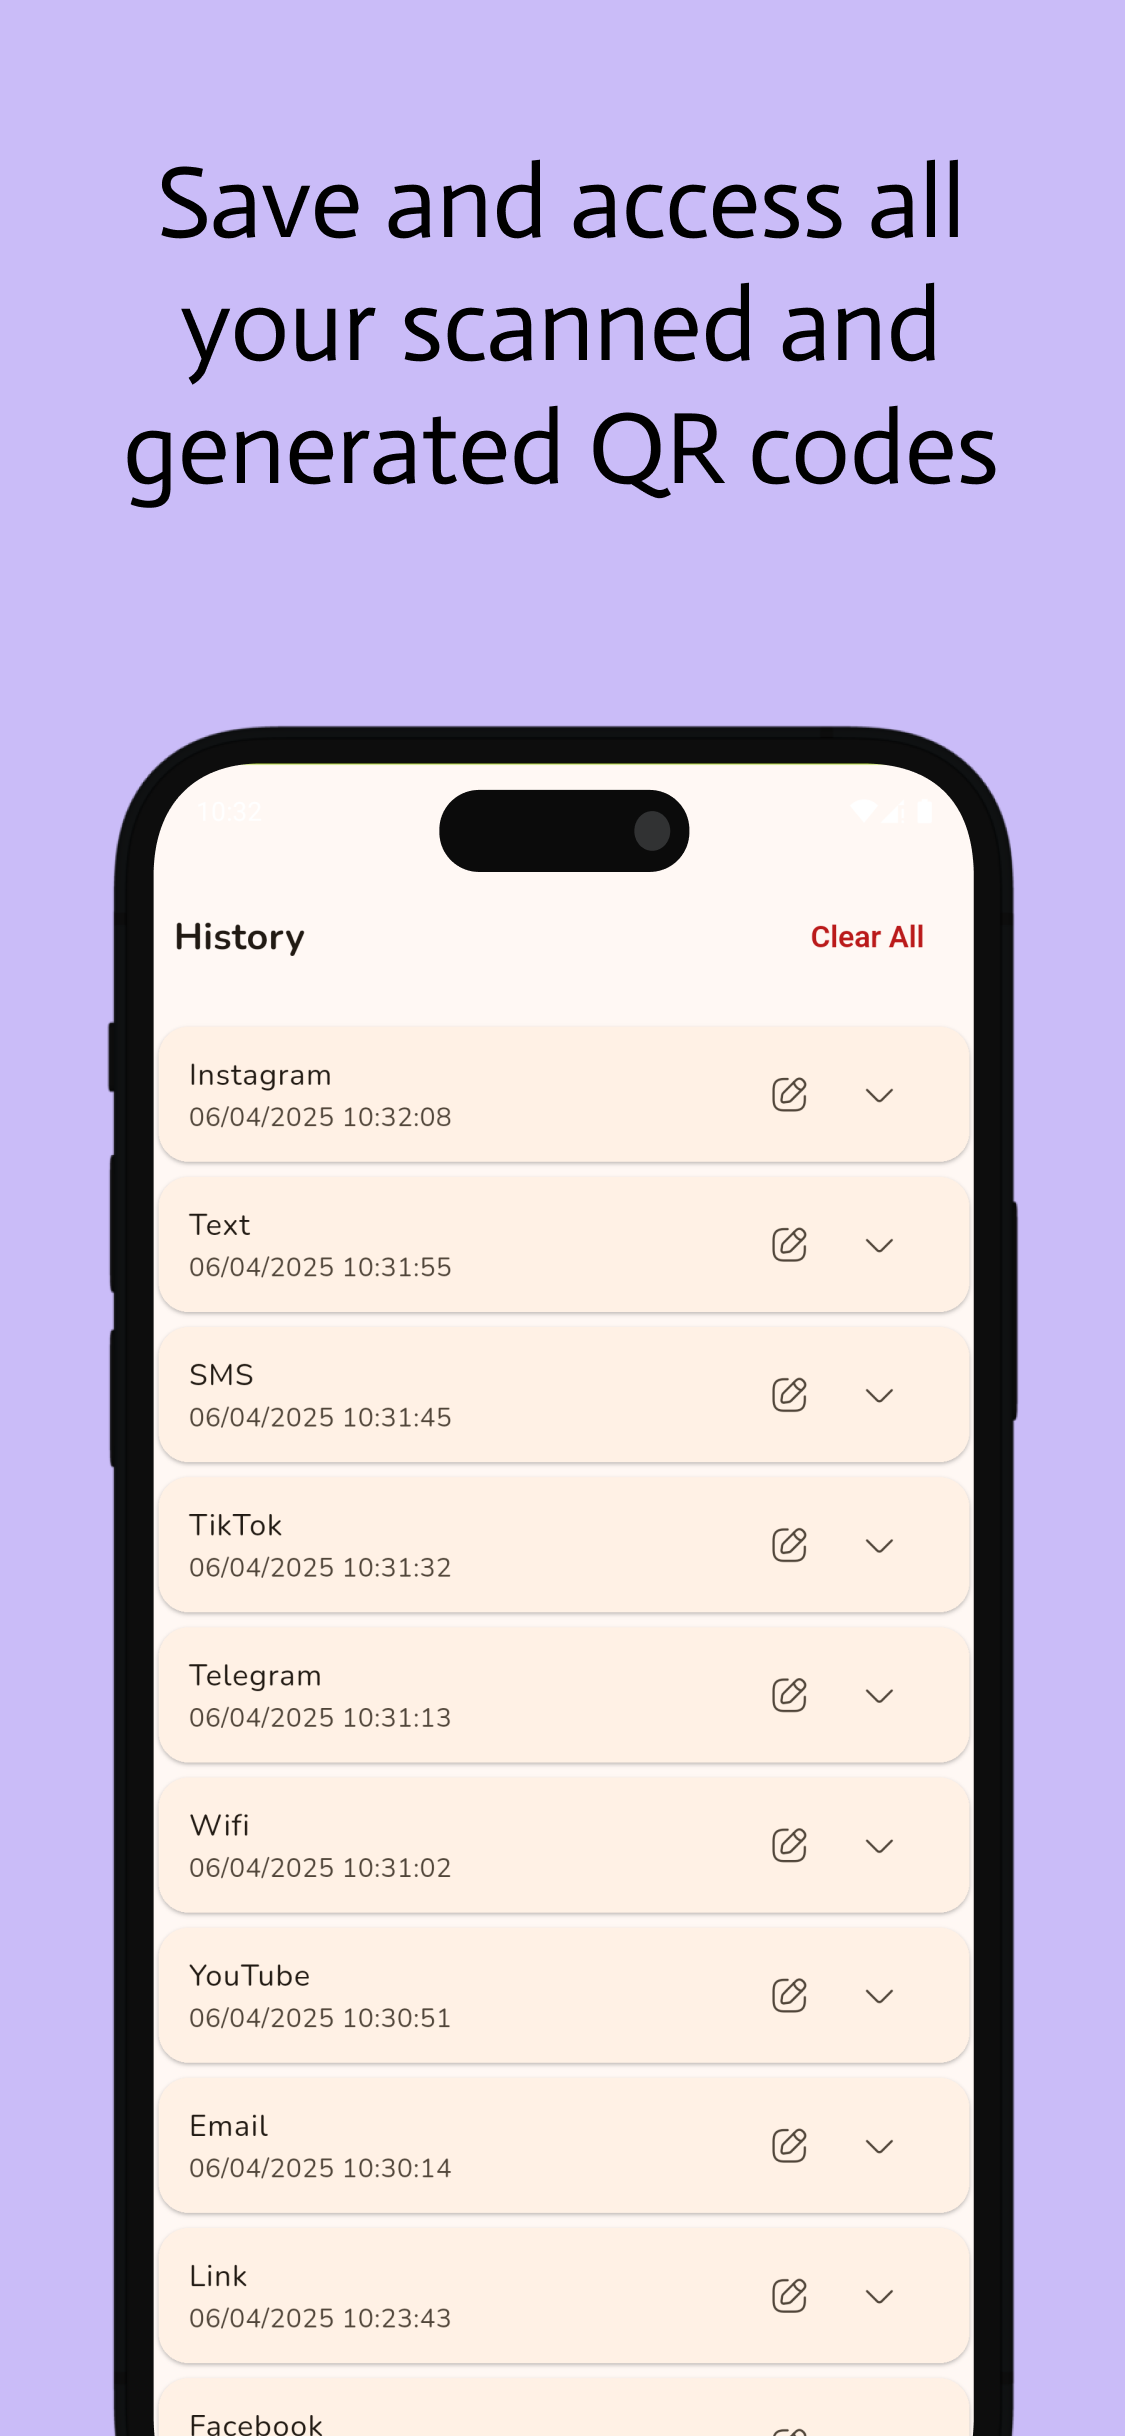 Save and access all
your scanned and
generated QR codes
10:32
History
Clear All
Instagram
06/04/2025 10:32:08
Text
06/04/2025 10:31:55
SMS
06/04/2025 10:31:45
TikTok
06/04/2025 10:31:32
Telegram
06/04/2025 10:31:13
Wifi
06/04/2025 10:31:02
YouTube
06/04/2025 10:30:51
Email
06/04/2025 10:30:14
Link
06/04/2025 10:23:43
Facebook